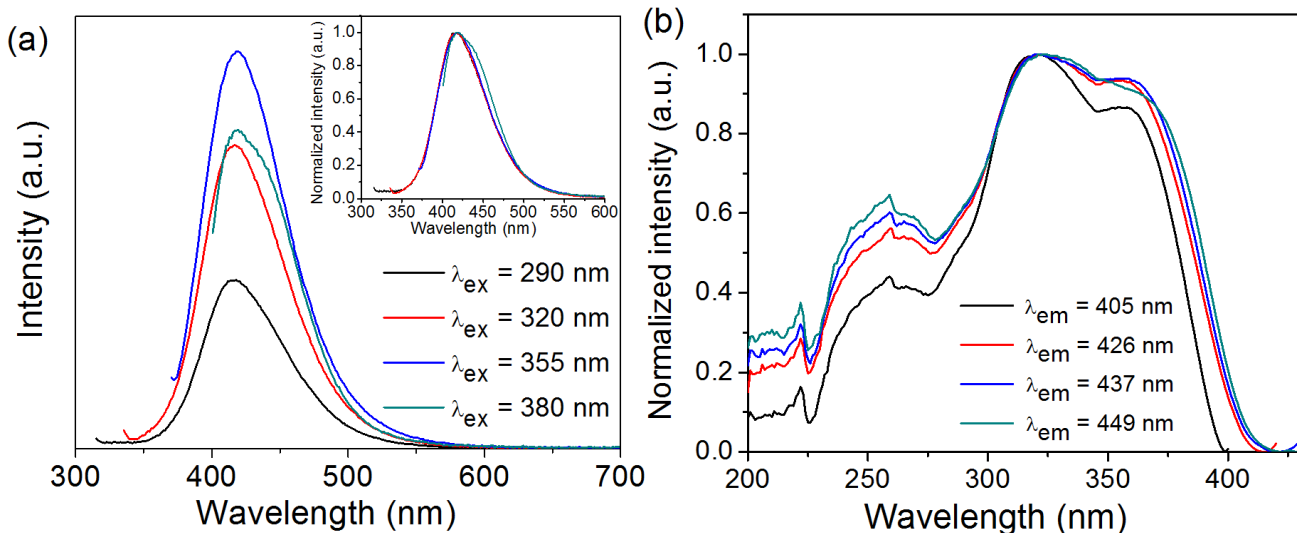 (a)
Intensity (a.u.)
300
400
500
600
700
Wavelength (nm)
Normalized intensity (a.u.)
1.0
0.8
0.6
0.4
0.2
0.0
300
350
400
450
500
550
600
Wavelength (nm)
λex = 290 nm
λex = 320 nm
λex = 355 nm
λex = 380 nm
(b)
Normalized intensity (a.u.)
1.0
0.8
0.6
0.4
0.2
0.0
200
250
300
350
400
Wavelength (nm)
λem = 405 nm
λem = 426 nm
λem = 437 nm
λem = 449 nm